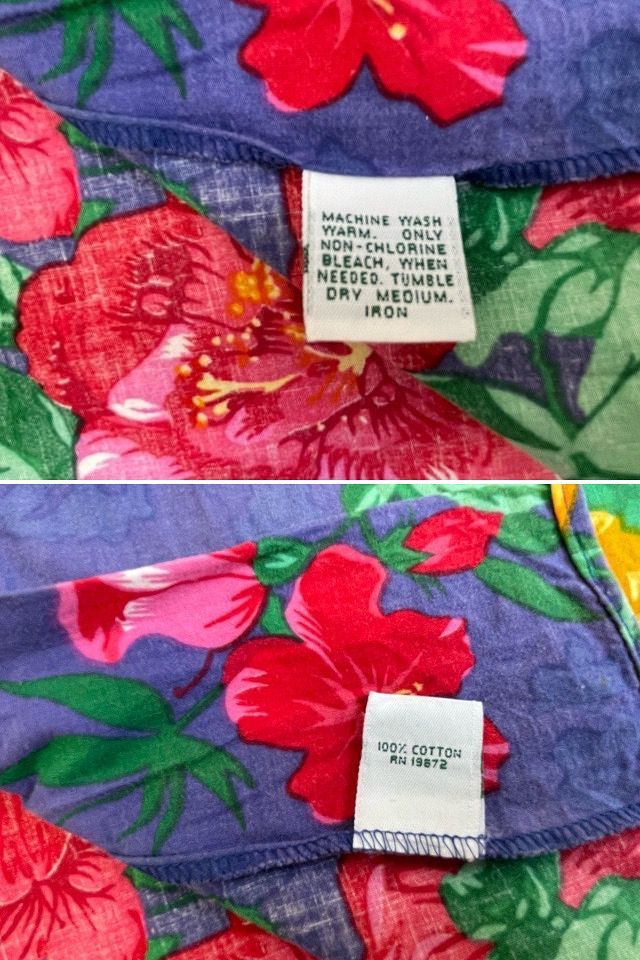 MACHINE WASH
WARM. ONLY
NON-CHLORINE
BLEACH, WHEN
NEEDED. TUMBLE
DRY MEDIUM.
IRON
100% COTTON
RN 19872